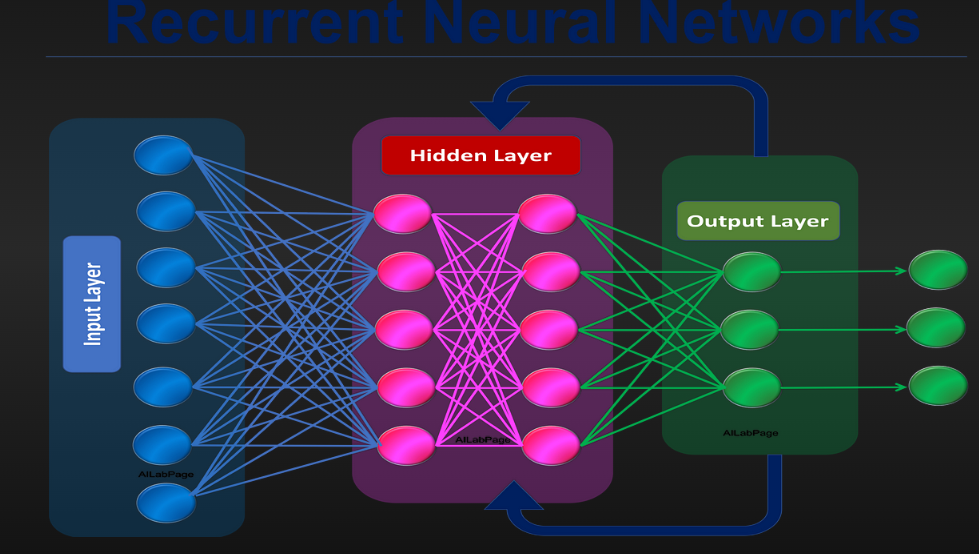 Recurrent Neural Networks
Hidden Layer
Output Layer
Input Layer
AILabPage
AILabPage
AILabPage